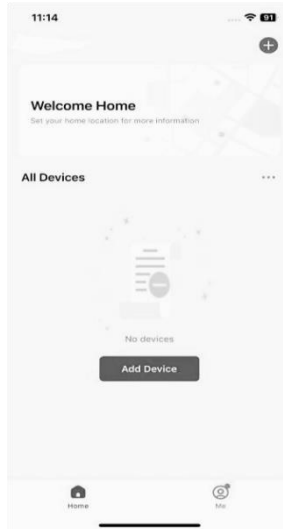 11:14
91
Welcome Home
Set your home location for more information
All Devices
No devices
Add Device
Home
Me